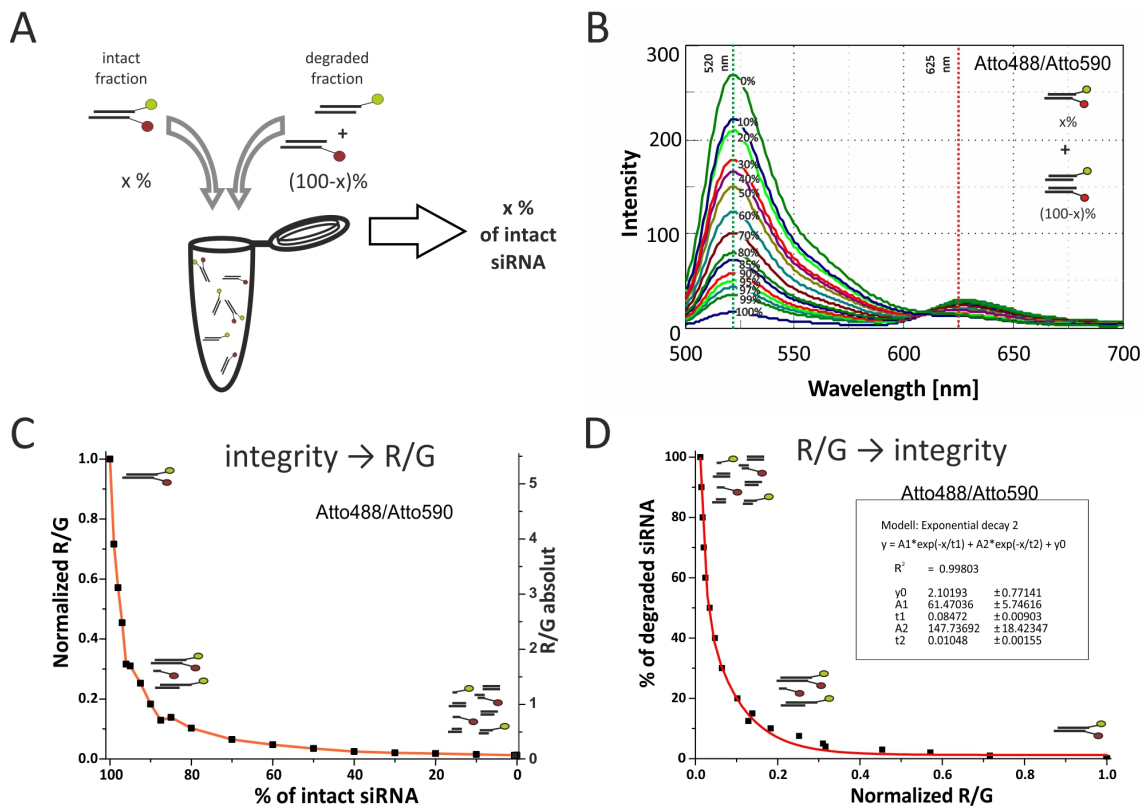 A
intact
fraction
degraded
fraction
+
x %
(100-x)%
x %
of intact
siRNA
B
300
200
100
0
Intensity
520
nm
625
nm
Atto488/Atto590
x%
+
(100-x)%
0%
10%
20%
30%
40%
50%
60%
70%
80%
85%
90%
95%
97%
99%
100%
500
550
600
650
700
Wavelength [nm]
C
integrity → R/G
Atto488/Atto590
1.0
0.8
0.6
0.4
0.2
0.0
Normalized R/G
5
4
3
2
1
0
R/G absolut
100
80
60
40
20
0
% of intact siRNA
D
R/G → integrity
Atto488/Atto590
Modell: Exponential decay 2
y = A1*exp(-x/t1) + A2*exp(-x/t2) + y0
R² = 0.99803
y0 2.10193 ±0.77141
A1 61.47036 ±5.74616
t1 0.08472 ±0.00903
A2 147.73692 ±18.42347
t2 0.01048 ±0.00155
100
80
60
40
20
0
% of degraded siRNA
0.0
0.2
0.4
0.6
0.8
1.0
Normalized R/G